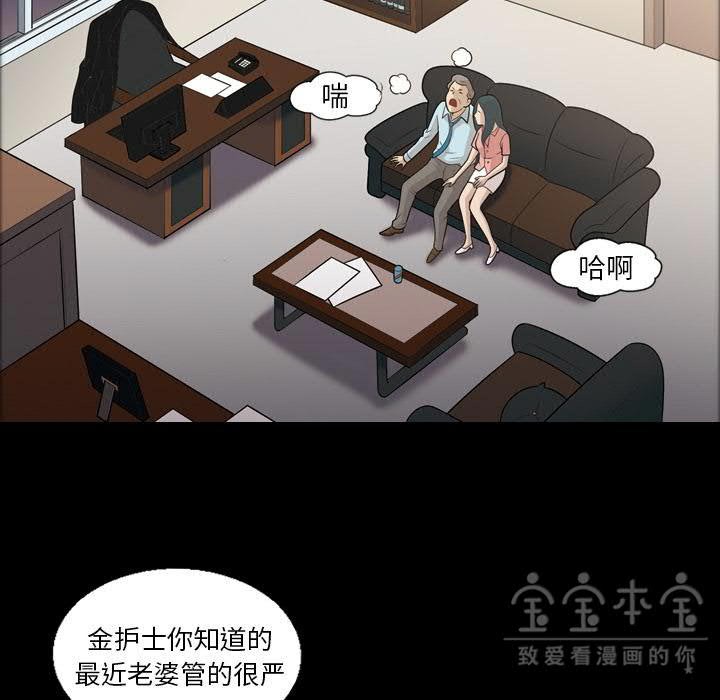 喘
哈啊
金护士你知道的
最近老婆管的很严
宝宝本宝
致爱看漫画的你